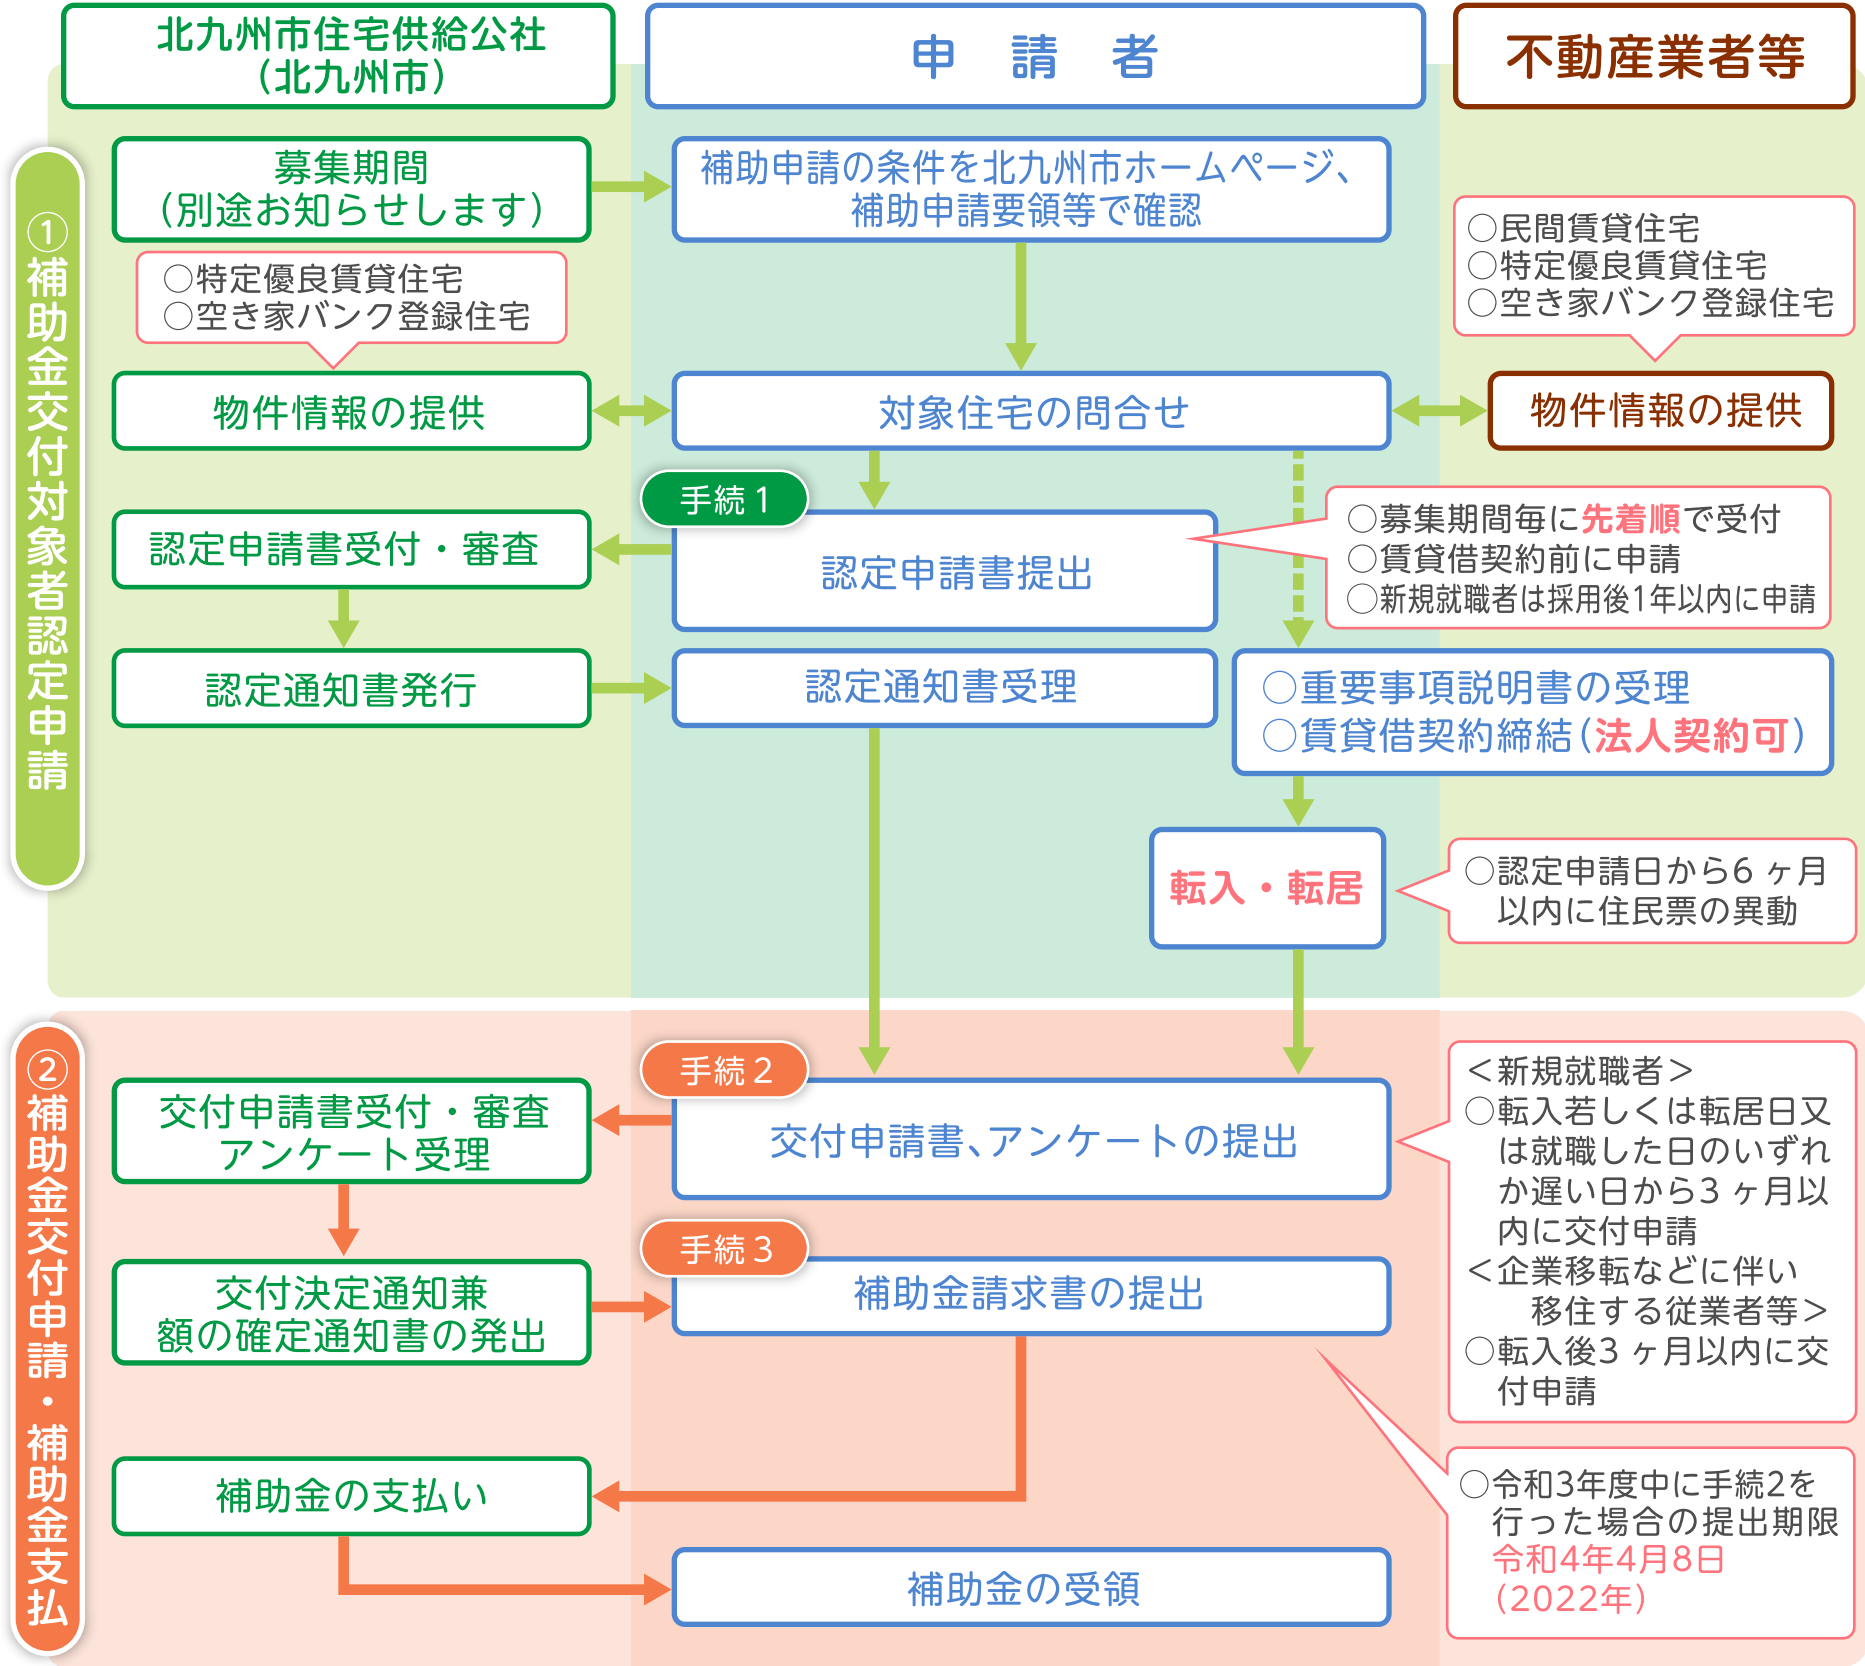 北九州市住宅供給公社
（北九州市）
申　請　者
不動産業者等
①補助金交付対象者認定申請
募集期間
（別途お知らせします）
補助申請の条件を北九州市ホームページ、
補助申請要領等で確認
○特定優良賃貸住宅
○空き家バンク登録住宅
○民間賃貸住宅
○特定優良賃貸住宅
○空き家バンク登録住宅
物件情報の提供
対象住宅の問合せ
物件情報の提供
手続1
認定申請書受付・審査
認定申請書提出
○募集期間毎に先着順で受付
○賃貸借契約前に申請
○新規就職者は採用後1年以内に申請
認定通知書発行
認定通知書受理
○重要事項説明書の受理
○賃貸借契約締結（法人契約可）
転入・転居
○認定申請日から6ヶ月
以内に住民票の異動
②補助金交付申請・補助金支払
手続2
交付申請書受付・審査
アンケート受理
交付申請書、アンケートの提出
＜新規就職者＞
○転入若しくは転居日又
は就職した日のいずれ
か遅い日から3ヶ月以
内に交付申請
＜企業移転などに伴い
移住する従業者等＞
○転入後3ヶ月以内に交
付申請
手続3
交付決定通知兼
額の確定通知書の発出
補助金請求書の提出
補助金の支払い
○令和3年度中に手続2を
行った場合の提出期限
令和4年4月8日
（2022年）
補助金の受領